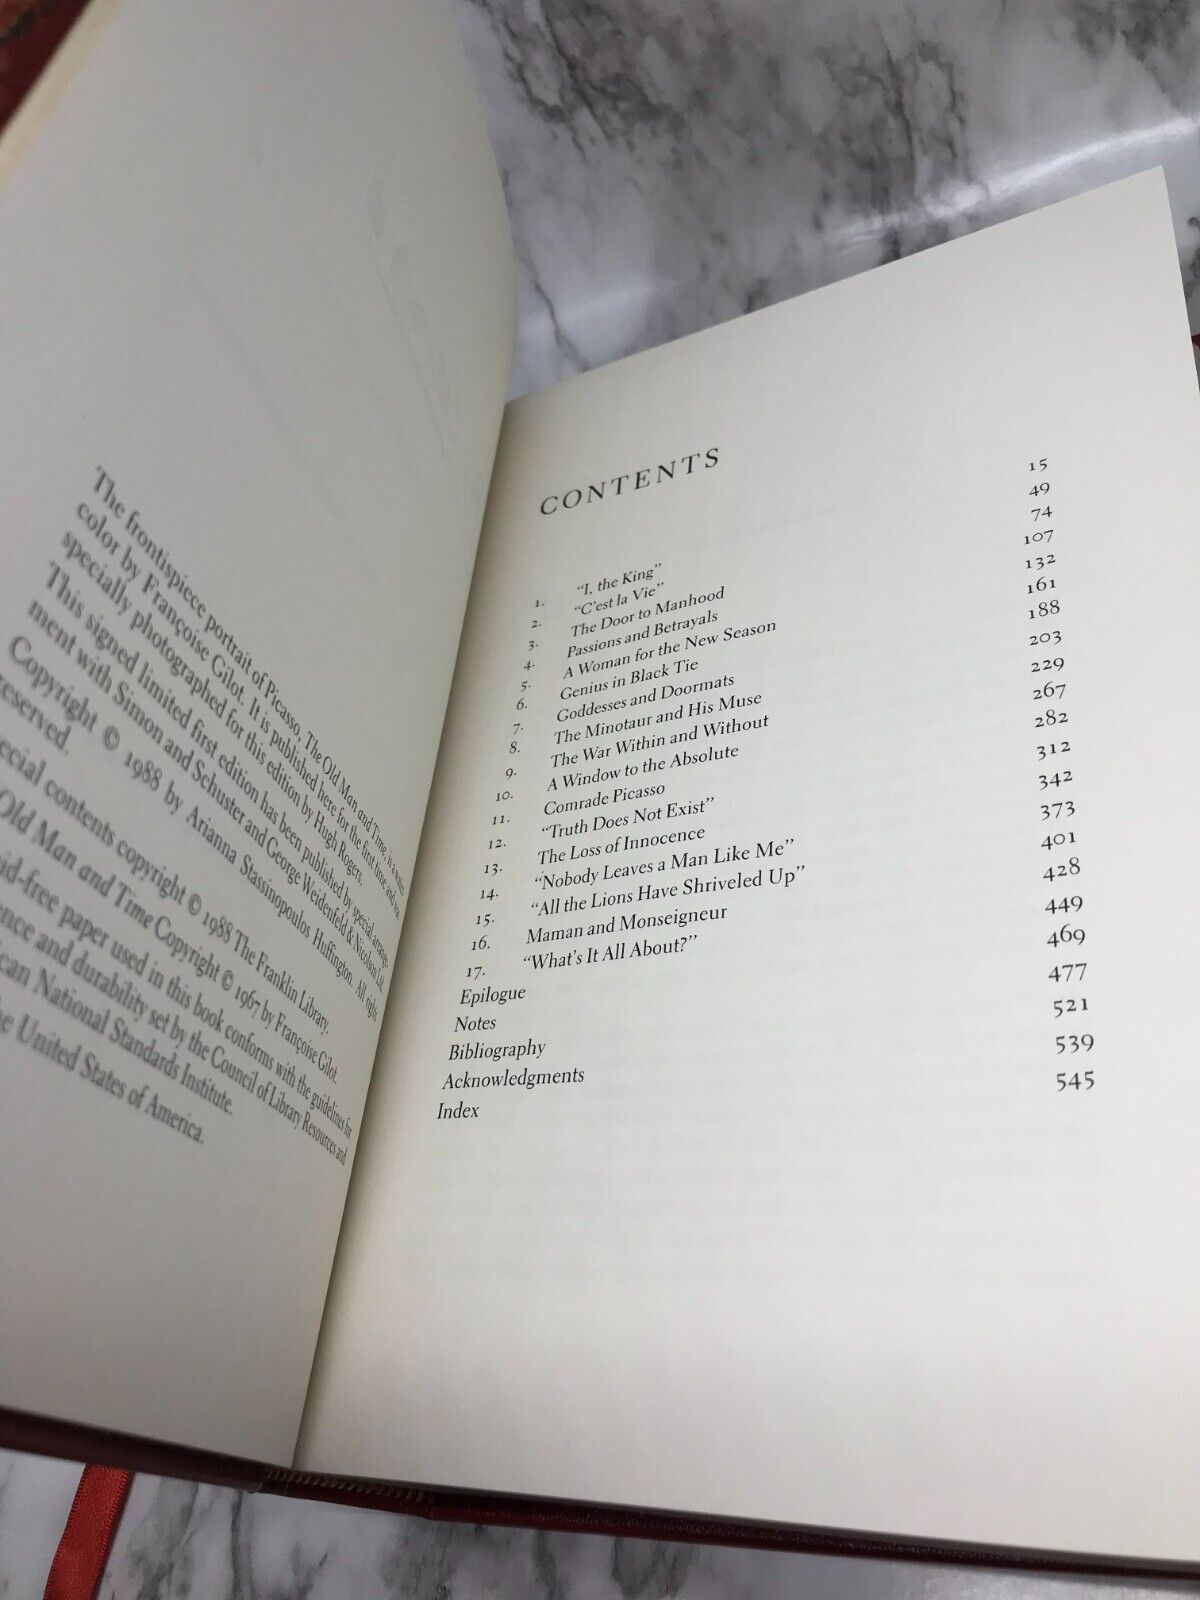 The frontispiece portrait of Picasso, The Old Man and Time, is a water-
color by Françoise Gilot. It is published here for the first time and was
specially photographed for this edition by Hugh Rogers.
This signed limited first edition has been published by special arrange-
ment with Simon and Schuster and George Weidenfeld & Nicolson Ltd.
Copyright © 1988 by Arianna Stassinopoulos Huffington. All rights
reserved.
pecial contents copyright © 1988 The Franklin Library.
Old Man and Time Copyright © 1967 by Françoise Gilot.
id-free paper used in this book conforms with the guidelines for
ence and durability set by the Council of Library Resources and
can National Standards Institute.
he United States of America.
CONTENTS
1. "I, the King" 15
2. "C'est la Vie" 49
3. The Door to Manhood 74
4. Passions and Betrayals 107
5. A Woman for the New Season 132
6. Genius in Black Tie 161
7. Goddesses and Doormats 188
8. The Minotaur and His Muse 203
9. The War Within and Without 229
10. A Window to the Absolute 267
11. Comrade Picasso 282
12. "Truth Does Not Exist" 312
13. The Loss of Innocence 342
14. "Nobody Leaves a Man Like Me" 373
15. "All the Lions Have Shriveled Up" 401
16. Maman and Monseigneur 428
17. "What's It All About?" 449
Epilogue 469
Notes 477
Bibliography 521
Acknowledgments 539
Index 545